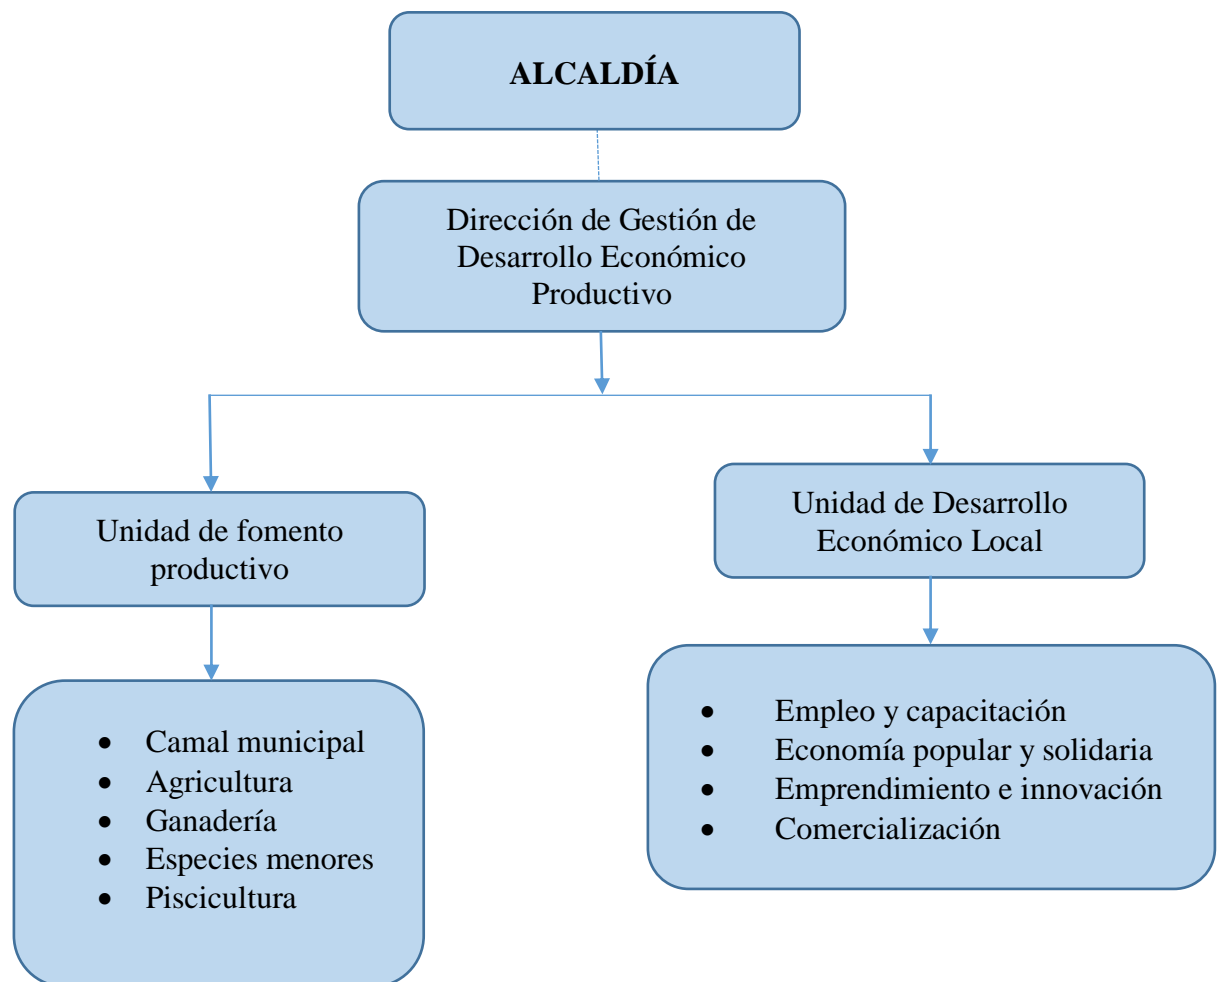 ALCALDÍA
Dirección de Gestión de
Desarrollo Económico
Productivo
Unidad de fomento
productivo
• Camal municipal
• Agricultura
• Ganadería
• Especies menores
• Piscicultura
Unidad de Desarrollo
Económico Local
• Empleo y capacitación
• Economía popular y solidaria
• Emprendimiento e innovación
• Comercialización